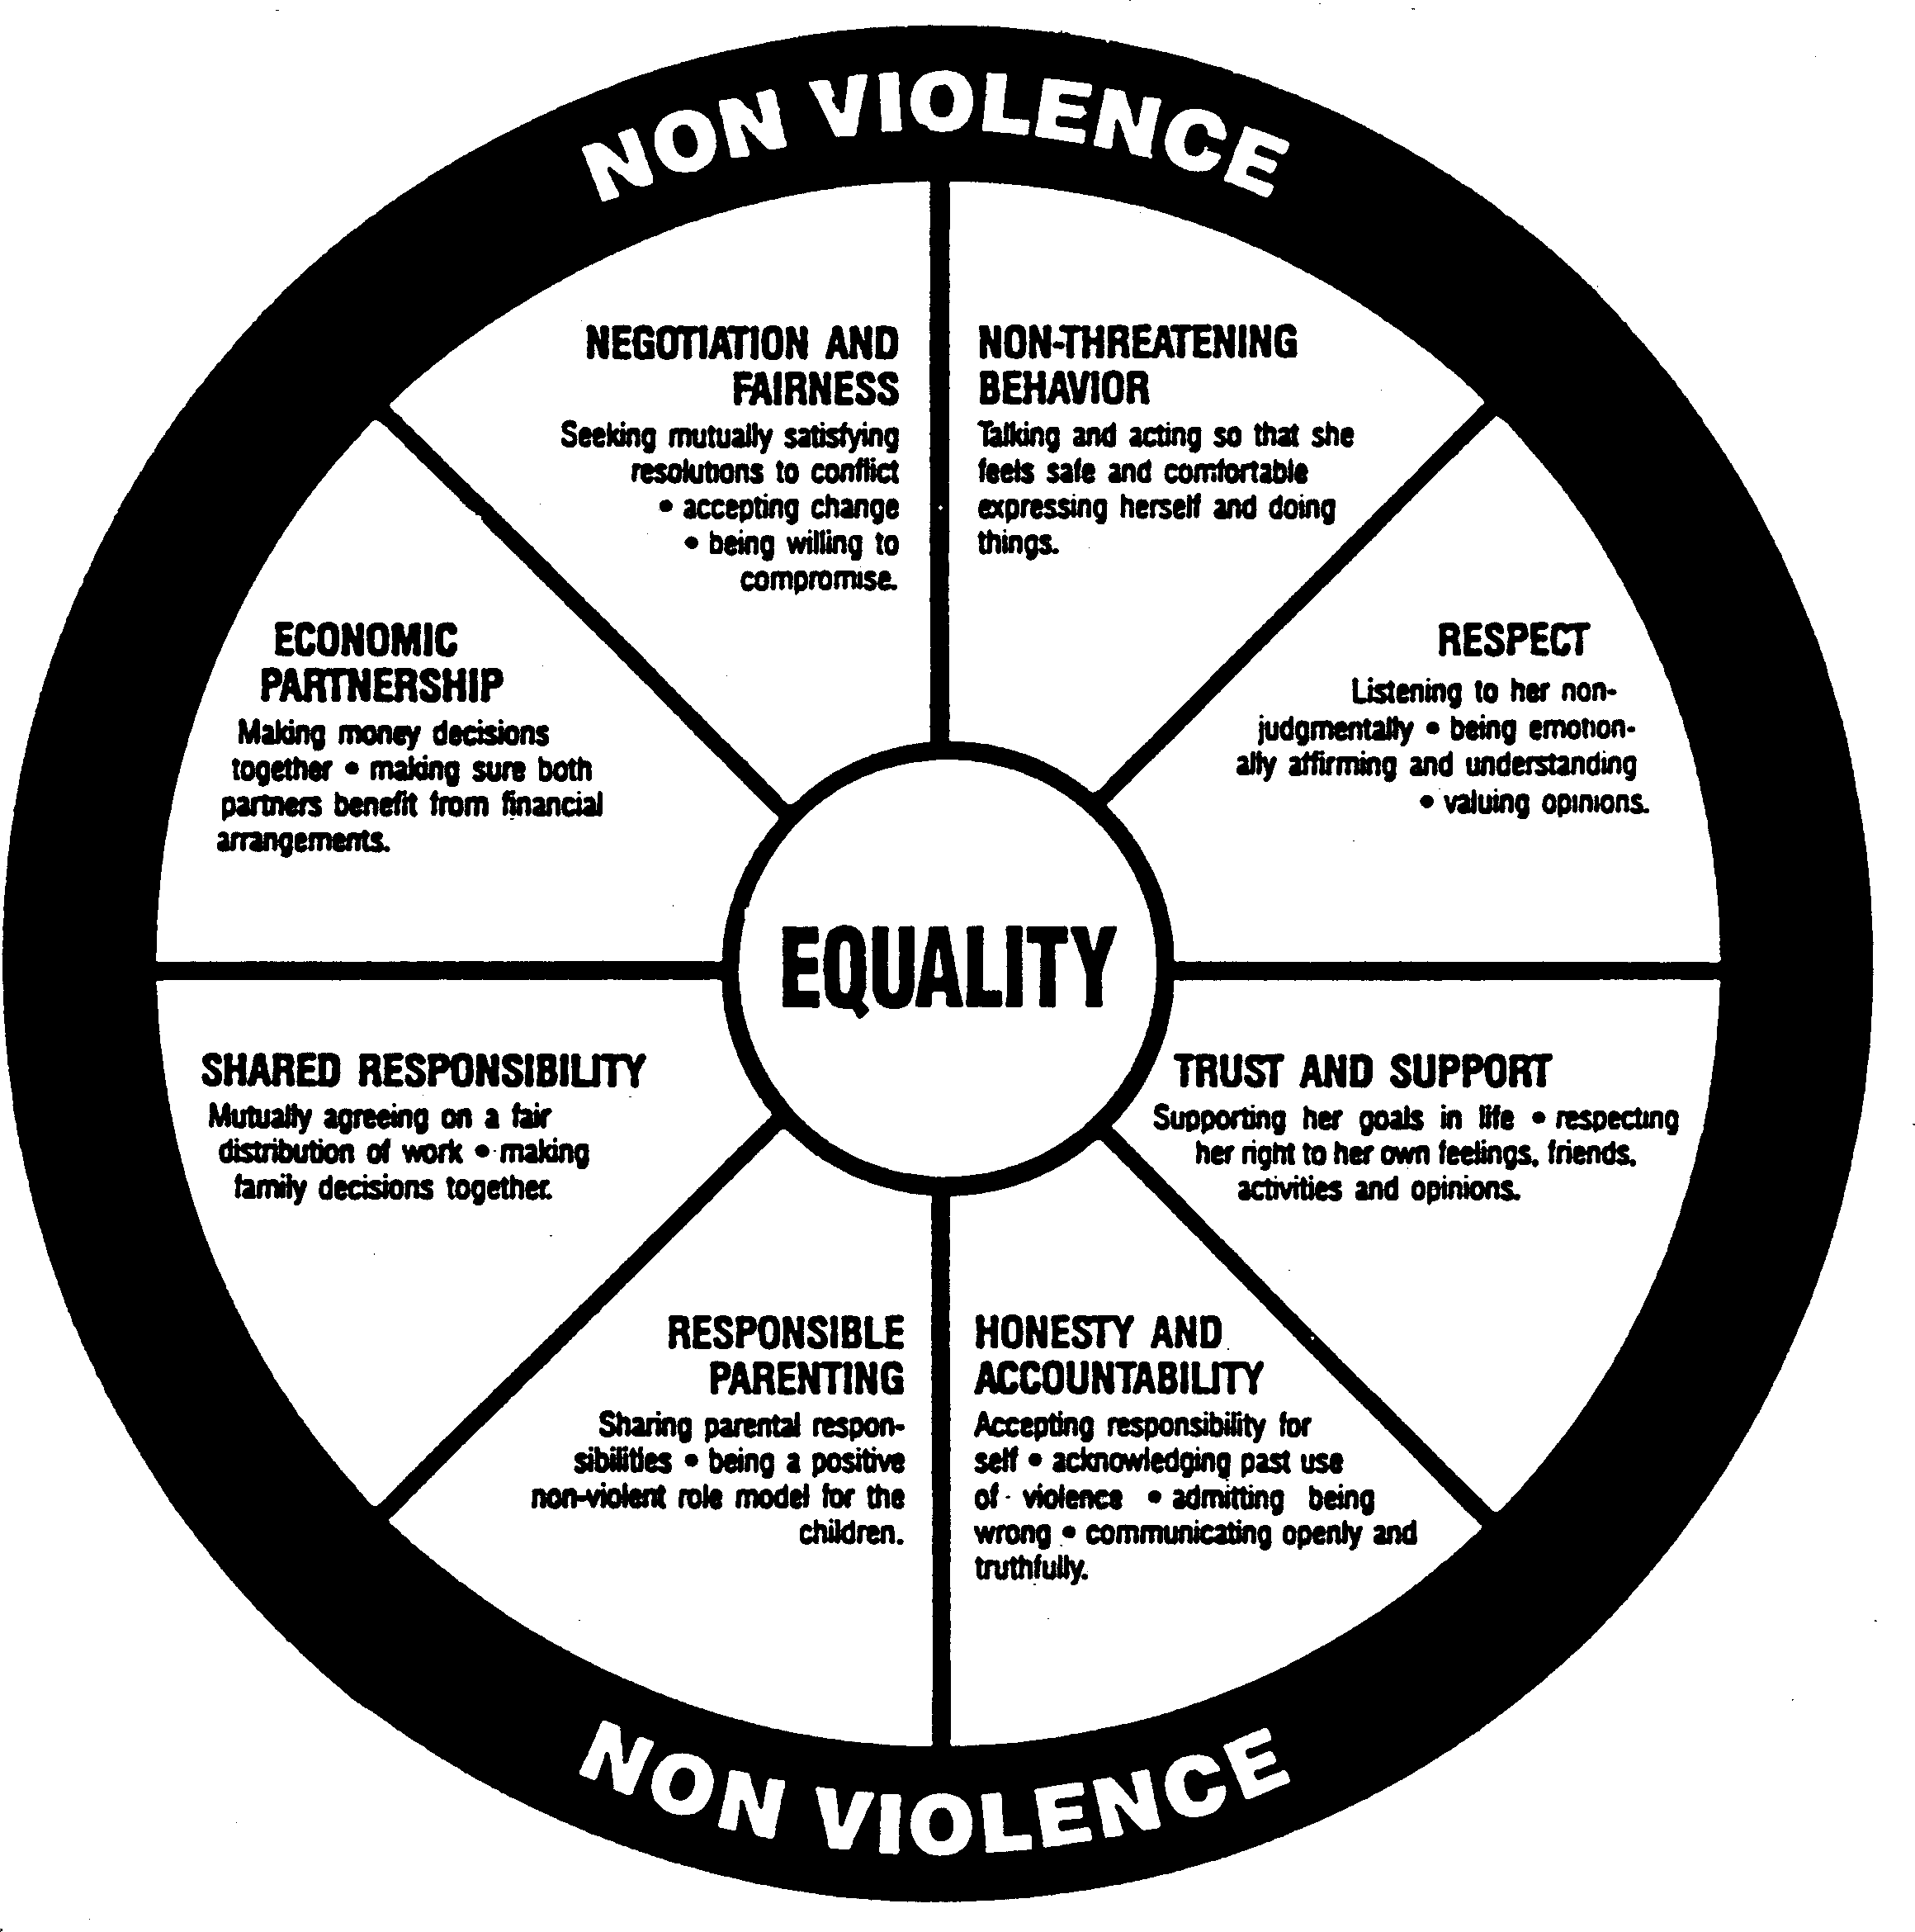 NON VIOLENCE
NEGOTIATION AND
FAIRNESS
Seeking mutually satisfying
resolutions to conflict
• accepting change
• being willing to
compromise.
NON-THREATENING
BEHAVIOR
Talking and acting so that she
feels safe and comfortable
expressing herself and doing
things.
ECONOMIC
PARTNERSHIP
Making money decisions
together • making sure both
partners benefit from financial
arrangements.
RESPECT
Listening to her non-
judgmentally • being emotion-
ally affirming and understanding
• valuing opinions.
EQUALITY
SHARED RESPONSIBILITY
Mutually agreeing on a fair
distribution of work • making
family decisions together.
TRUST AND SUPPORT
Supporting her goals in life • respecting
her right to her own feelings, friends,
activities and opinions.
RESPONSIBLE
PARENTING
Sharing parental respon-
sibilities • being a positive
non-violent role model for the
children.
HONESTY AND
ACCOUNTABILITY
Accepting responsibility for
self • acknowledging past use
of violence • admitting being
wrong • communicating openly and
truthfully.
NON VIOLENCE